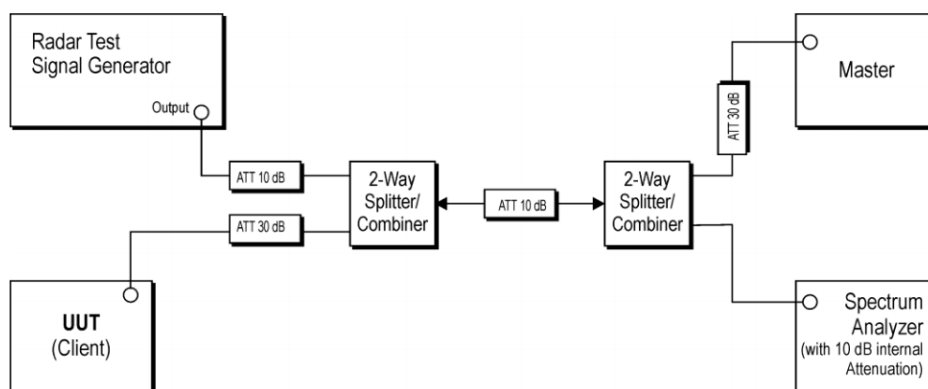 Radar Test
Signal Generator
Output
ATT 10 dB
ATT 30 dB
2-Way
Splitter/
Combiner
ATT 10 dB
2-Way
Splitter/
Combiner
ATT 30 dB
Master
UUT
(Client)
Spectrum
Analyzer
(with 10 dB internal
Attenuation)